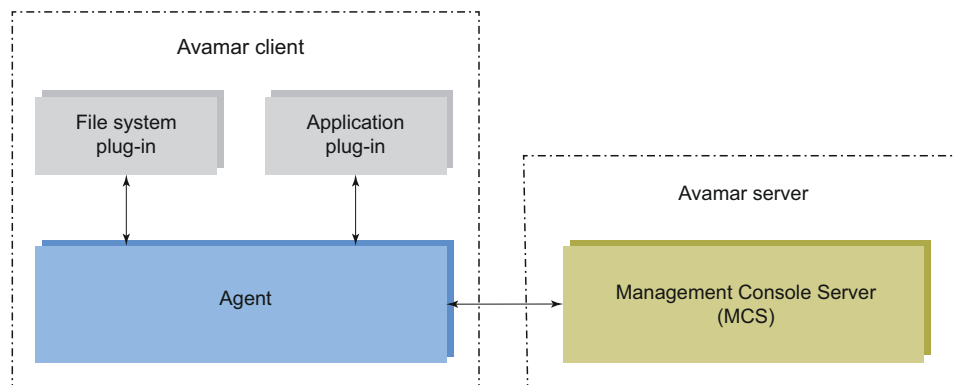 Avamar client
File system
plug-in
Application
plug-in
Avamar server
Agent
Management Console Server
(MCS)